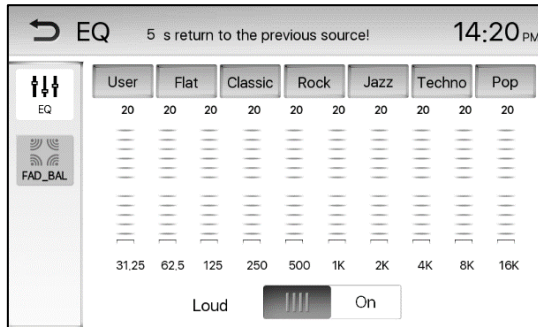 EQ 5 s return to the previous source! 14:20 PM
User Flat Classic Rock Jazz Techno Pop
EQ
20 20 20 20 20 20 20 20 20 20
FAD_BAL
31,25 62,5 125 250 500 1K 2K 4K 8K 16K
Loud On